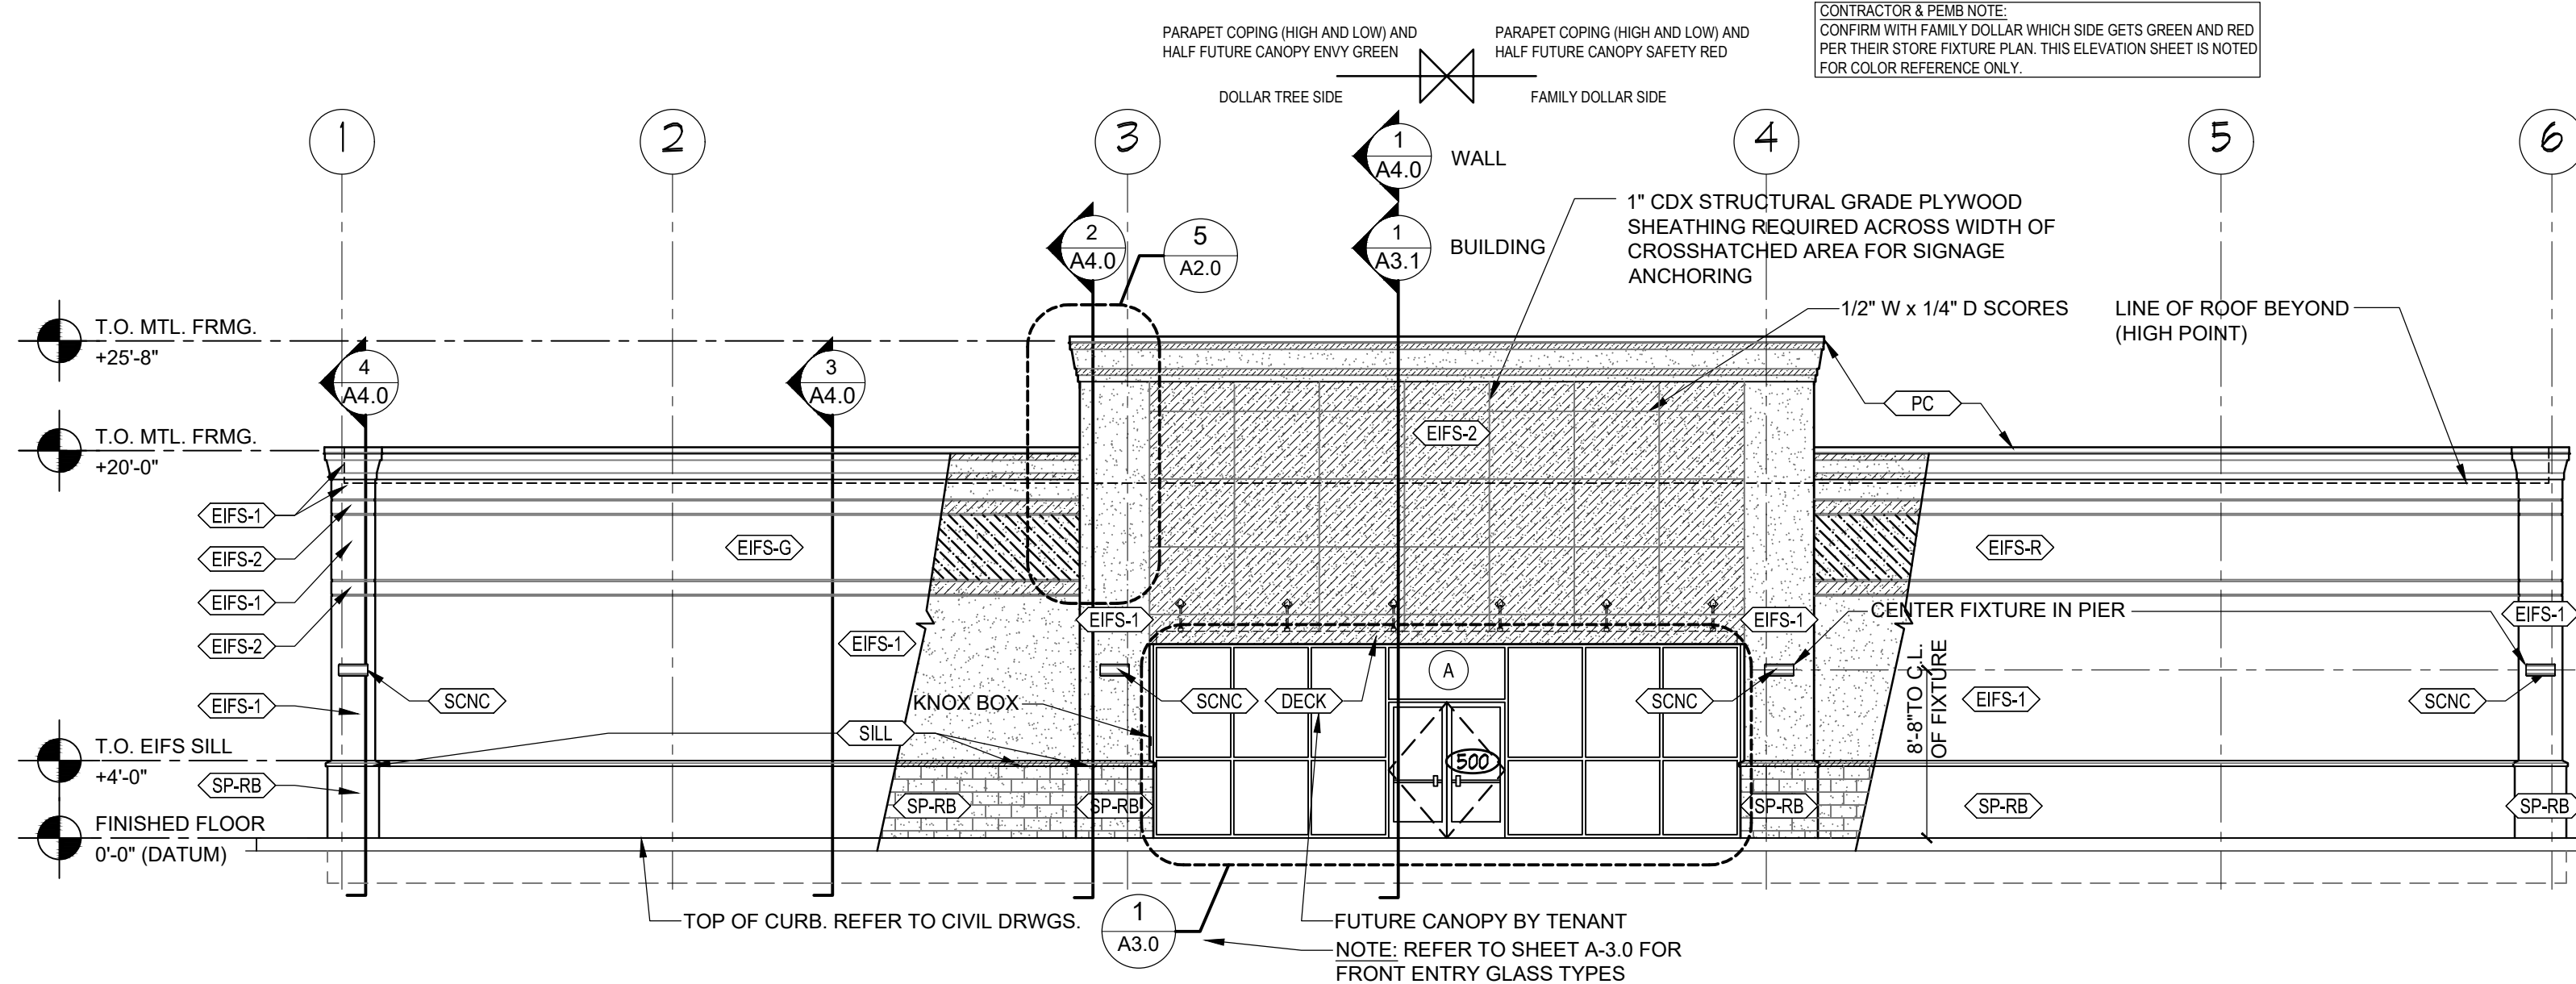 CONTRACTOR & PEMB NOTE:
CONFIRM WITH FAMILY DOLLAR WHICH SIDE GETS GREEN AND RED
PER THEIR STORE FIXTURE PLAN. THIS ELEVATION SHEET IS NOTED
FOR COLOR REFERENCE ONLY.
PARAPET COPING (HIGH AND LOW) AND
HALF FUTURE CANOPY ENVY GREEN
PARAPET COPING (HIGH AND LOW) AND
HALF FUTURE CANOPY SAFETY RED
DOLLAR TREE SIDE
FAMILY DOLLAR SIDE
1
2
3
4
5
6
1
A4.0
WALL
2
A4.0
5
A2.0
1
A3.1
BUILDING
1" CDX STRUCTURAL GRADE PLYWOOD
SHEATHING REQUIRED ACROSS WIDTH OF
CROSSHATCHED AREA FOR SIGNAGE
ANCHORING
1/2" W x 1/4" D SCORES
LINE OF ROOF BEYOND
(HIGH POINT)
T.O. MTL. FRMG.
+25'-8"
4
A4.0
3
A4.0
PC
T.O. MTL. FRMG.
+20'-0"
EIFS-2
EIFS-1
EIFS-2
EIFS-G
EIFS-R
EIFS-1
EIFS-2
EIFS-1
EIFS-1
EIFS-1
CENTER FIXTURE IN PIER
EIFS-1
EIFS-1
8'-8"TO C.L.
OF FIXTURE
A
EIFS-1
SCNC
KNOX BOX
SCNC
DECK
SCNC
EIFS-1
SCNC
SILL
T.O. EIFS SILL
+4'-0"
500
SP-RB
SP-RB
SP-RB
SP-RB
SP-RB
SP-RB
FINISHED FLOOR
0'-0" (DATUM)
TOP OF CURB. REFER TO CIVIL DRWGS.
1
A3.0
FUTURE CANOPY BY TENANT
NOTE: REFER TO SHEET A-3.0 FOR
FRONT ENTRY GLASS TYPES